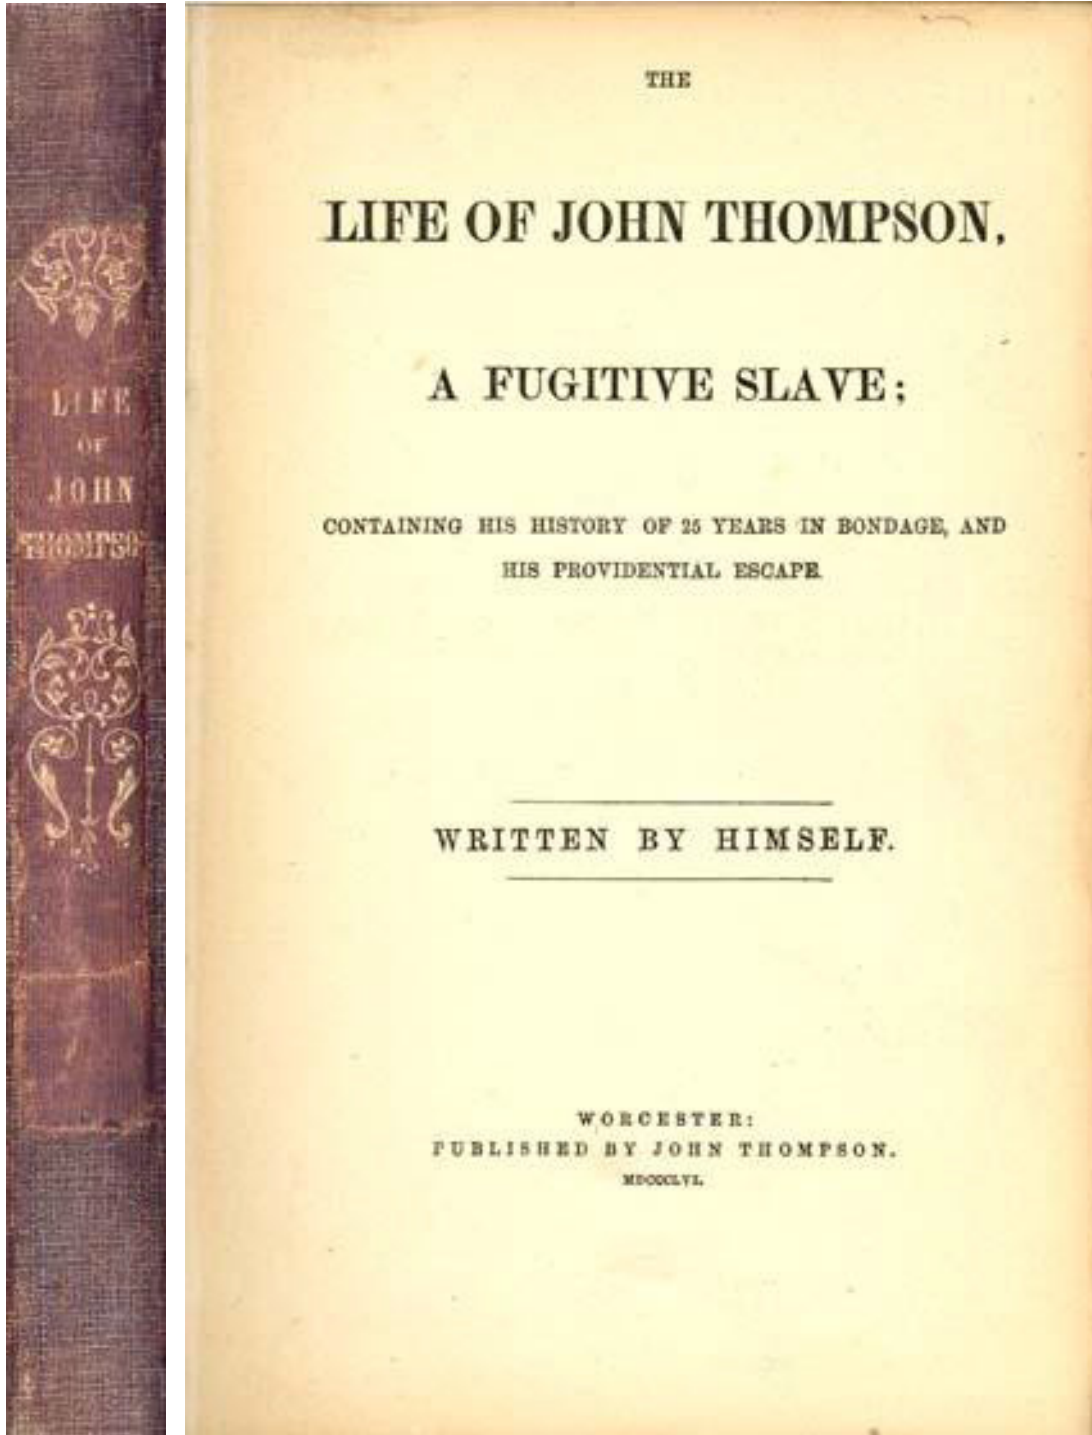 LIFE
OF
JOHN
THOMPSO
THE
LIFE OF JOHN THOMPSON,
A FUGITIVE SLAVE;
CONTAINING HIS HISTORY OF 25 YEARS IN BONDAGE, AND
HIS PROVIDENTIAL ESCAPE.
WRITTEN BY HIMSELF.
WORCESTER:
PUBLISHED BY JOHN THOMPSON.
MDCCCLVI.